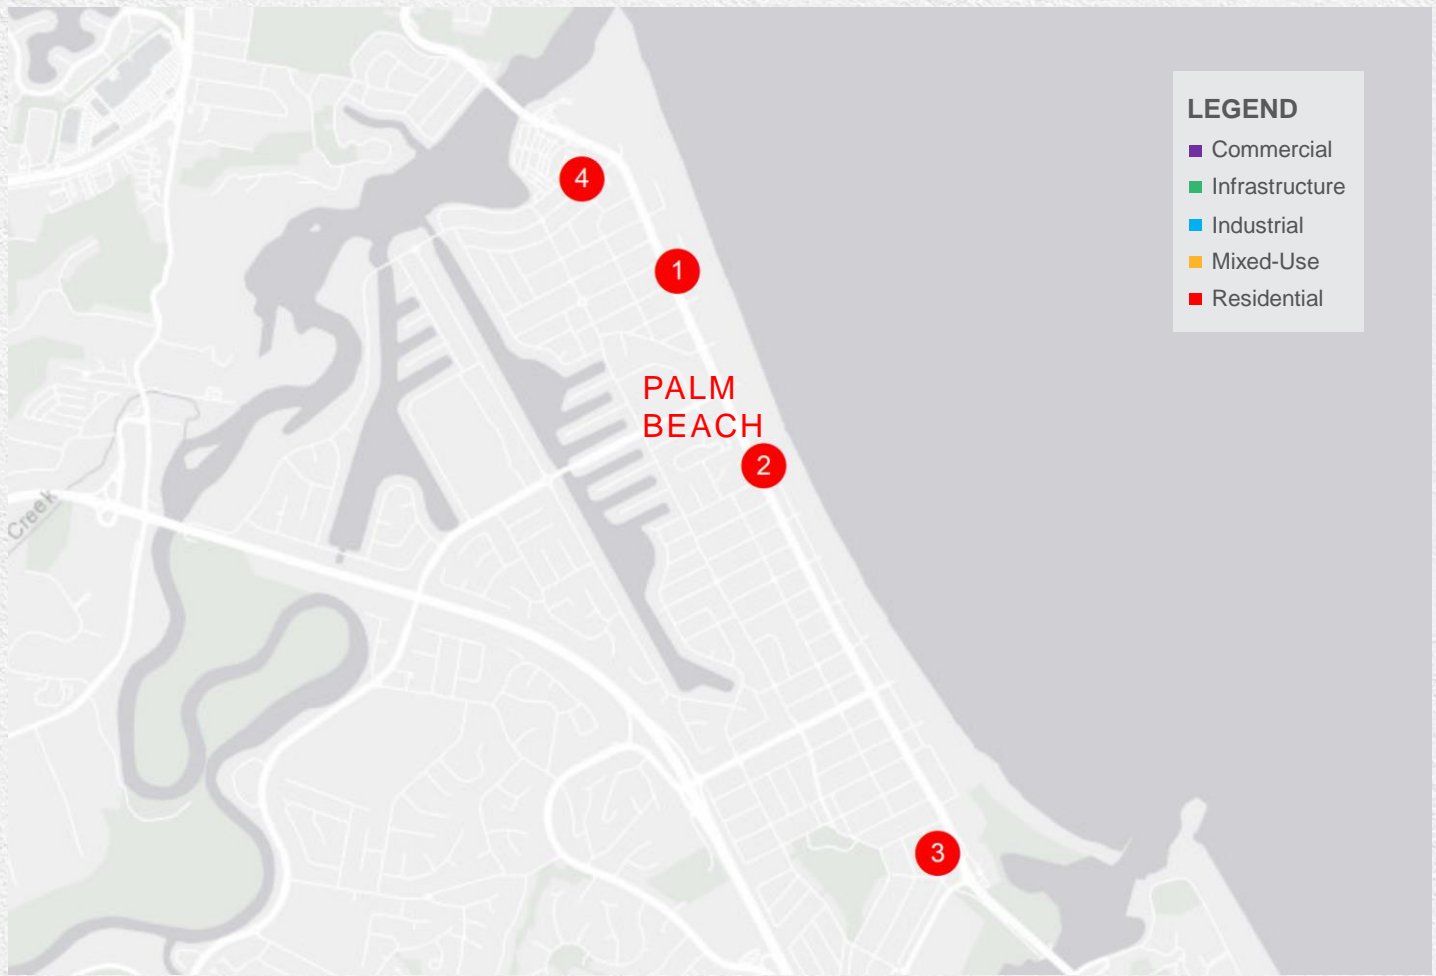 LEGEND
Commercial
Infrastructure
Industrial
Mixed-Use
Residential
4
1
PALM
BEACH
2
Creek
3